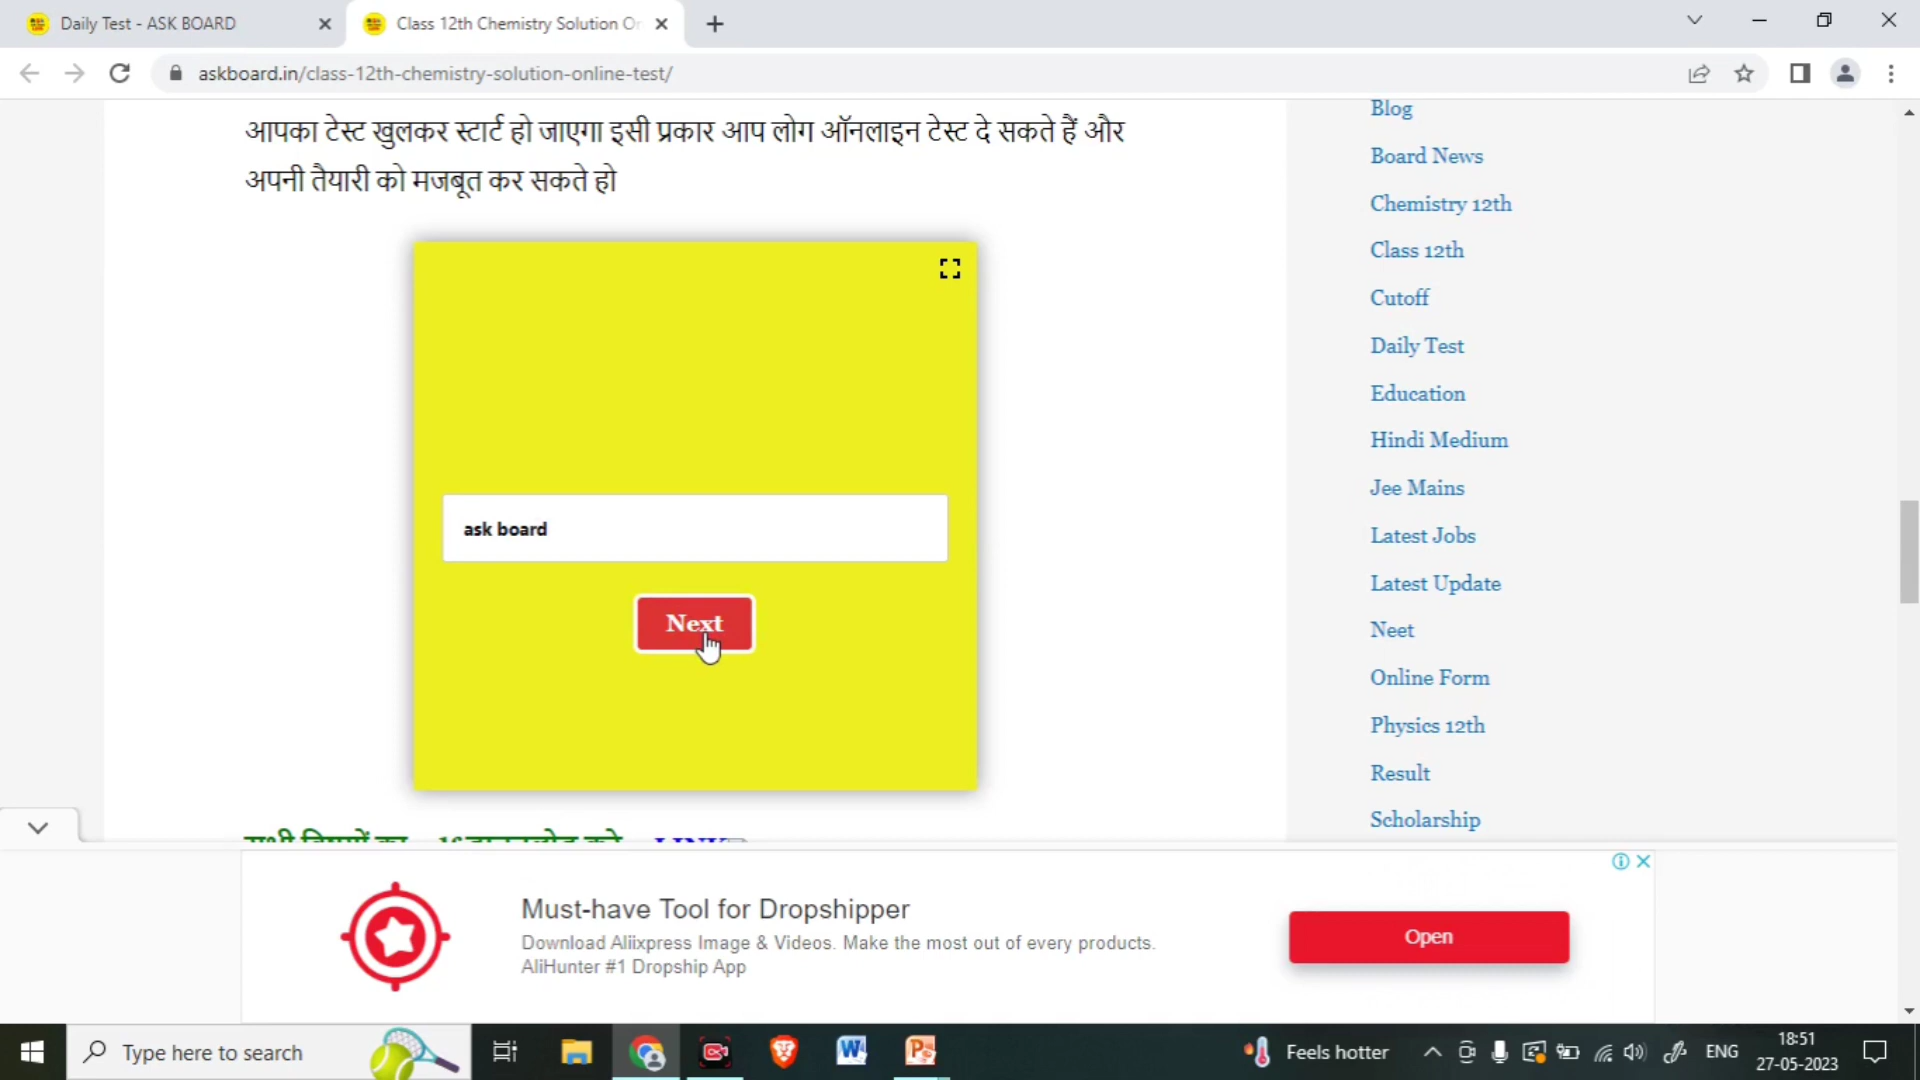 Daily Test - ASK BOARD
Class 12th Chemistry Solution On
askboard.in/class-12th-chemistry-solution-online-test/
आपका टेस्ट खुलकर स्टार्ट हो जाएगा इसी प्रकार आप लोग ऑनलाइन टेस्ट दे सकते हैं और
अपनी तैयारी को मजबूत कर सकते हो
ask board
Next
Blog
Board News
Chemistry 12th
Class 12th
Cutoff
Daily Test
Education
Hindi Medium
Jee Mains
Latest Jobs
Latest Update
Neet
Online Form
Physics 12th
Result
Scholarship
Must-have Tool for Dropshipper
Download Aliixpress Image & Videos. Make the most out of every products.
AliHunter #1 Dropship App
Open
Type here to search
Feels hotter
ENG
18:51
27-05-2023